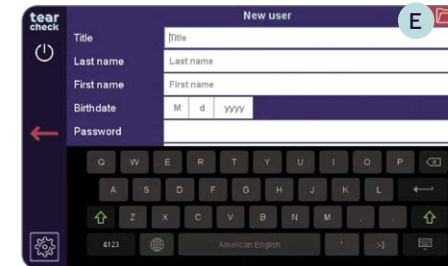 tear
check
New user
E
Title
Title
Last name
Last name
First name
First name
Birthdate
M d yyyy
Password
Q W E R T Y U I O P
A S D F G H J K L
Z X C V B N M , .
&123 American English ' :-)